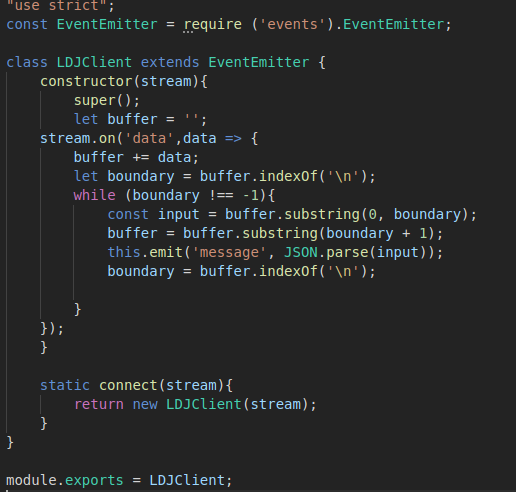 "use strict";
const EventEmitter = require ('events').EventEmitter;
class LDJClient extends EventEmitter {
constructor(stream){
super();
let buffer = '';
stream.on('data',data => {
buffer += data;
let boundary = buffer.indexOf('\n');
while (boundary !== -1){
const input = buffer.substring(0, boundary);
buffer = buffer.substring(boundary + 1);
this.emit('message', JSON.parse(input));
boundary = buffer.indexOf('\n');
}
});
}
static connect(stream){
return new LDJClient(stream);
}
}
module.exports = LDJClient;